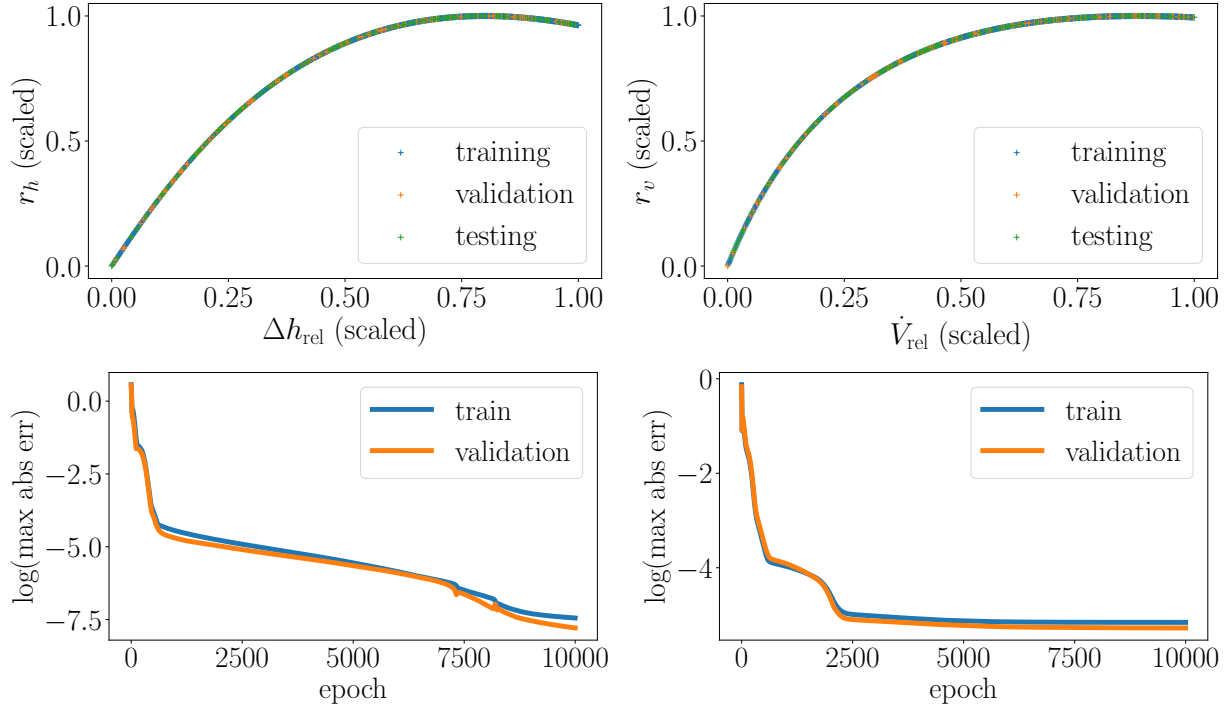 1.0
0.5
0.0
r_h (scaled)
training
validation
testing
0.00 0.25 0.50 0.75 1.00
Δh_rel (scaled)
1.0
0.5
0.0
r_v (scaled)
training
validation
testing
0.00 0.25 0.50 0.75 1.00
V̇_rel (scaled)
0.0
−2.5
−5.0
−7.5
log(max abs err)
train
validation
0 2500 5000 7500 10000
epoch
0
−2
−4
log(max abs err)
train
validation
0 2500 5000 7500 10000
epoch